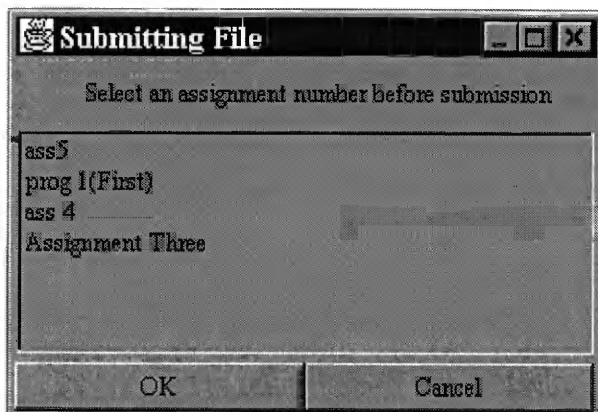 Submitting File
Select an assignment number before submission
ass5
prog 1(First)
ass 4
Assignment Three
OK
Cancel